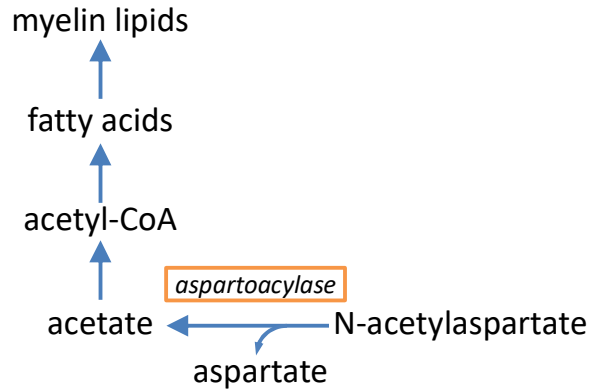 myelin lipids
fatty acids
acetyl-CoA
aspartoacylase
acetate
N-acetylaspartate
aspartate